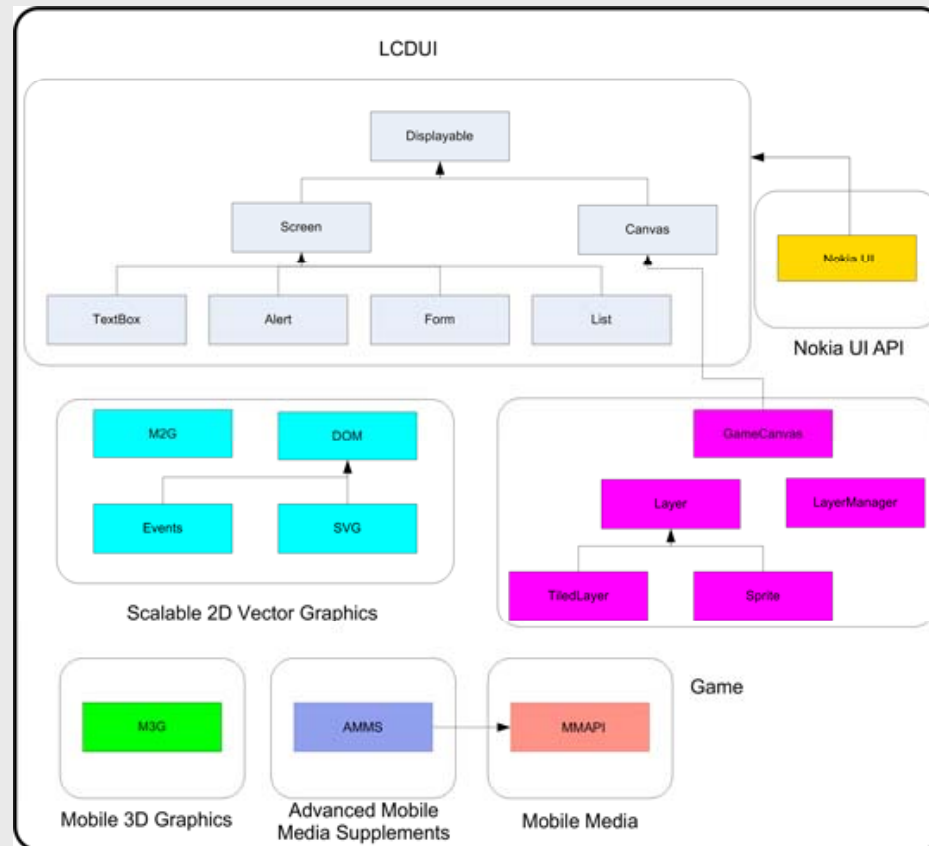 LCDUI
Displayable
Screen
Canvas
Nokia UI
TextBox
Alert
Form
List
Nokia UI API
M2G
DOM
GameCanvas
Layer
LayerManager
Events
SVG
TiledLayer
Sprite
Scalable 2D Vector Graphics
Game
M3G
AMMS
MMAPI
Mobile 3D Graphics
Advanced Mobile
Media Supplements
Mobile Media